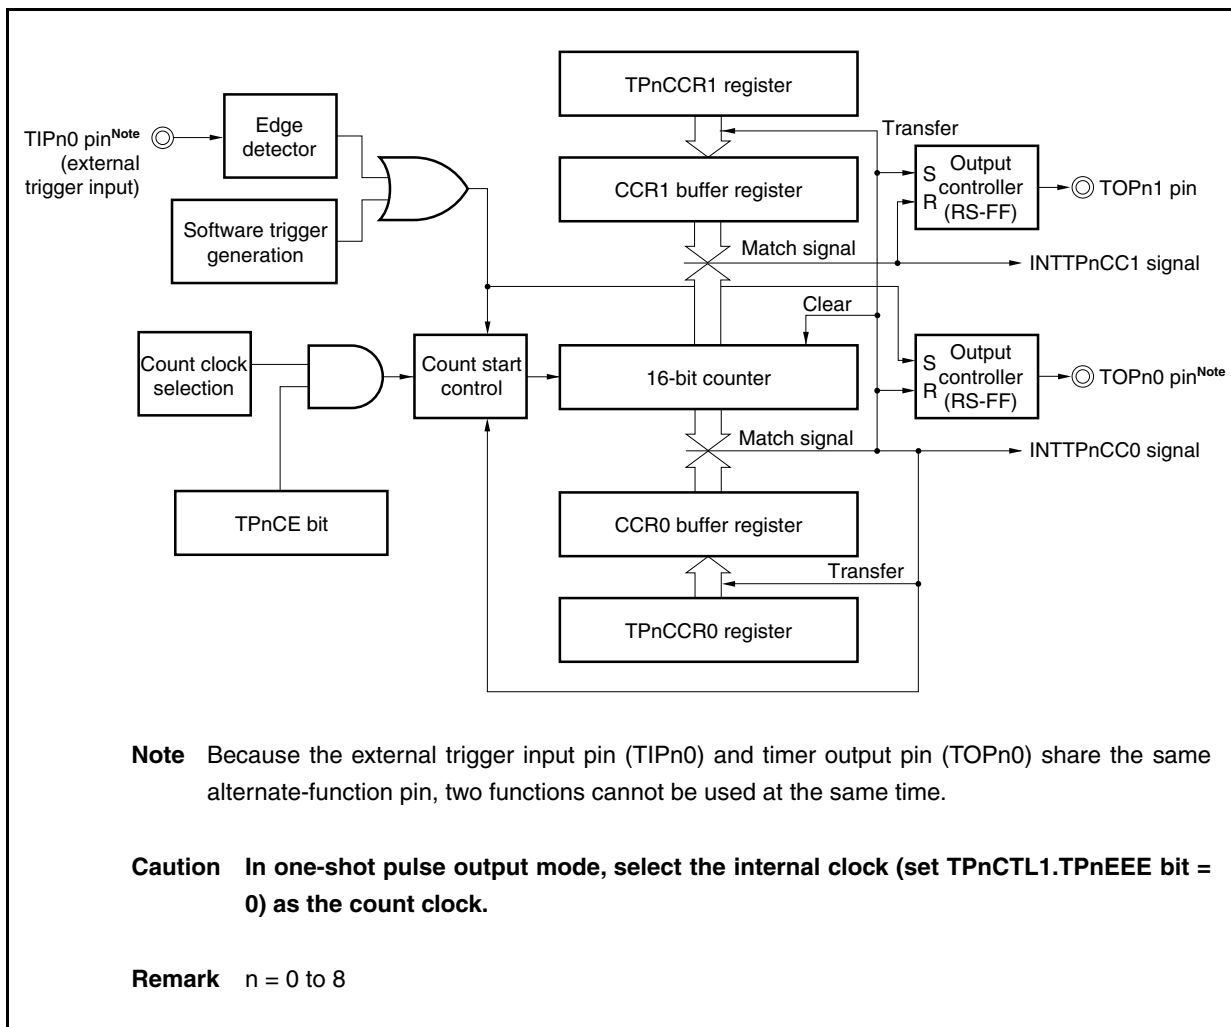 TPnCCR1 register
TIPn0 pinNote
(external
trigger input)
Edge
detector
Transfer
CCR1 buffer register
S
R
Output
controller
(RS-FF)
TOPn1 pin
Software trigger
generation
Match signal
INTTPnCC1 signal
Clear
Count clock
selection
Count start
control
16-bit counter
S
R
Output
controller
(RS-FF)
TOPn0 pinNote
Match signal
INTTPnCC0 signal
TPnCE bit
CCR0 buffer register
Transfer
TPnCCR0 register
Note Because the external trigger input pin (TIPn0) and timer output pin (TOPn0) share the same
alternate-function pin, two functions cannot be used at the same time.
Caution In one-shot pulse output mode, select the internal clock (set TPnCTL1.TPnEEE bit =
0) as the count clock.
Remark n = 0 to 8